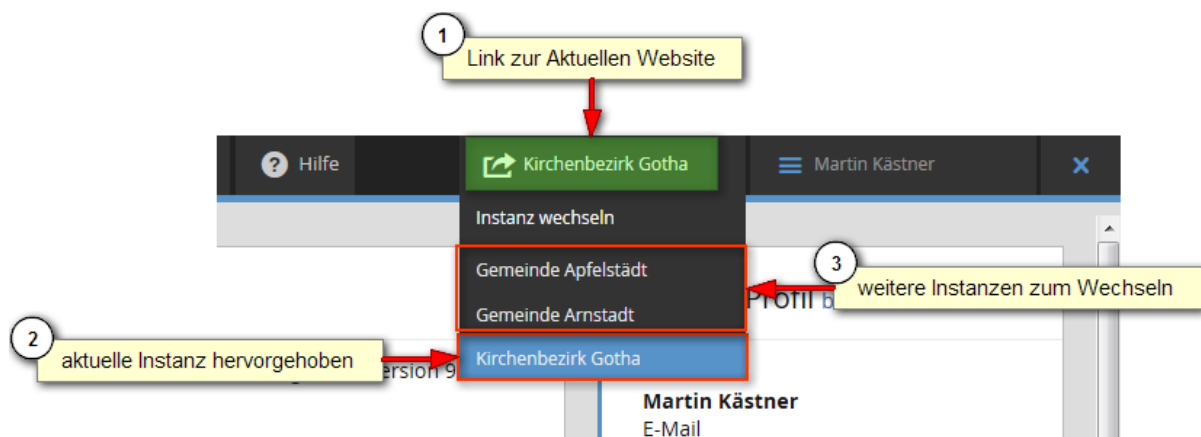 1
Link zur Aktuellen Website
? Hilfe
Kirchenbezirk Gotha
Martin Kästner
Instanz wechseln
Gemeinde Apfelstädt
3
weitere Instanzen zum Wechseln
Profil b
Gemeinde Arnstadt
2
aktuelle Instanz hervorgehoben
Kirchenbezirk Gotha
ersion 9
Martin Kästner
E-Mail